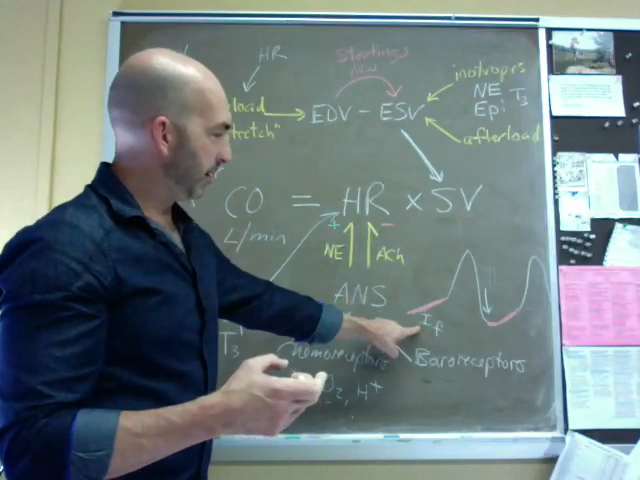 HR
Starlings
law
inotropes
NE T3
Epi
EDV - ESV
"stretch"
afterload
CO = HR x SV
L/min
+
-
NE
Ach
ANS
If
T3
Chemoreceptors
Baroreceptors
O2, H+